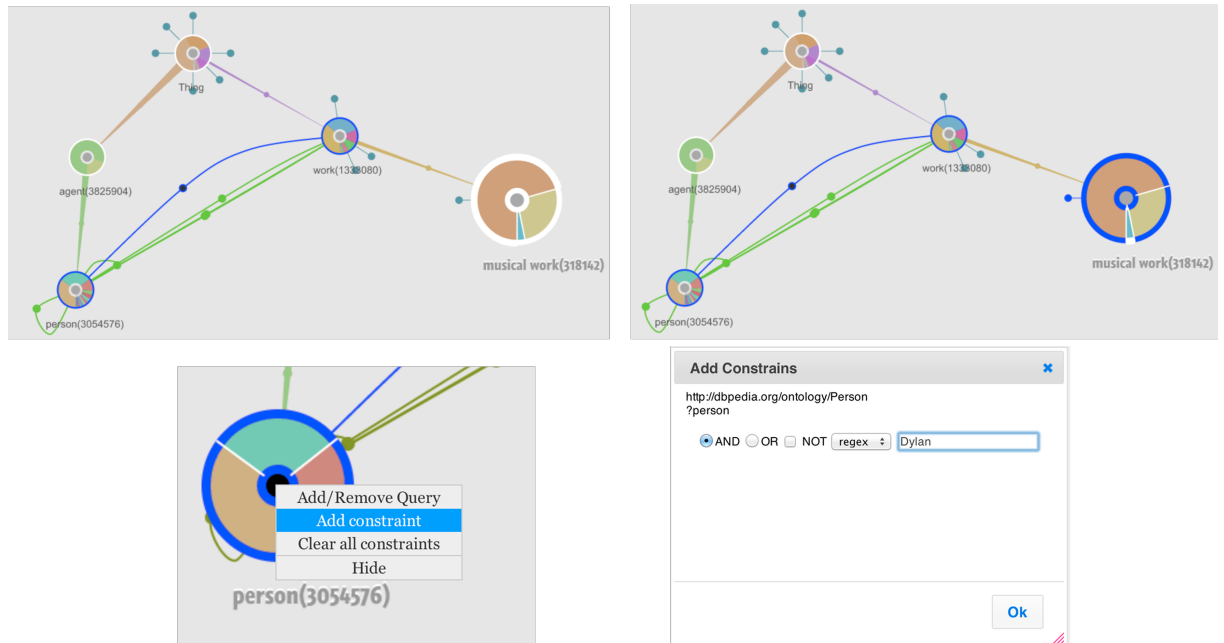 Thing
agent(3825904)
work(1333080)
musical work(318142)
person(3054576)
Thing
agent(3825904)
work(1333080)
musical work(318142)
person(3054576)
Add/Remove Query
Add constraint
Clear all constraints
Hide
person(3054576)
Add Constrains
http://dbpedia.org/ontology/Person
?person
AND OR NOT regex Dylan
Ok